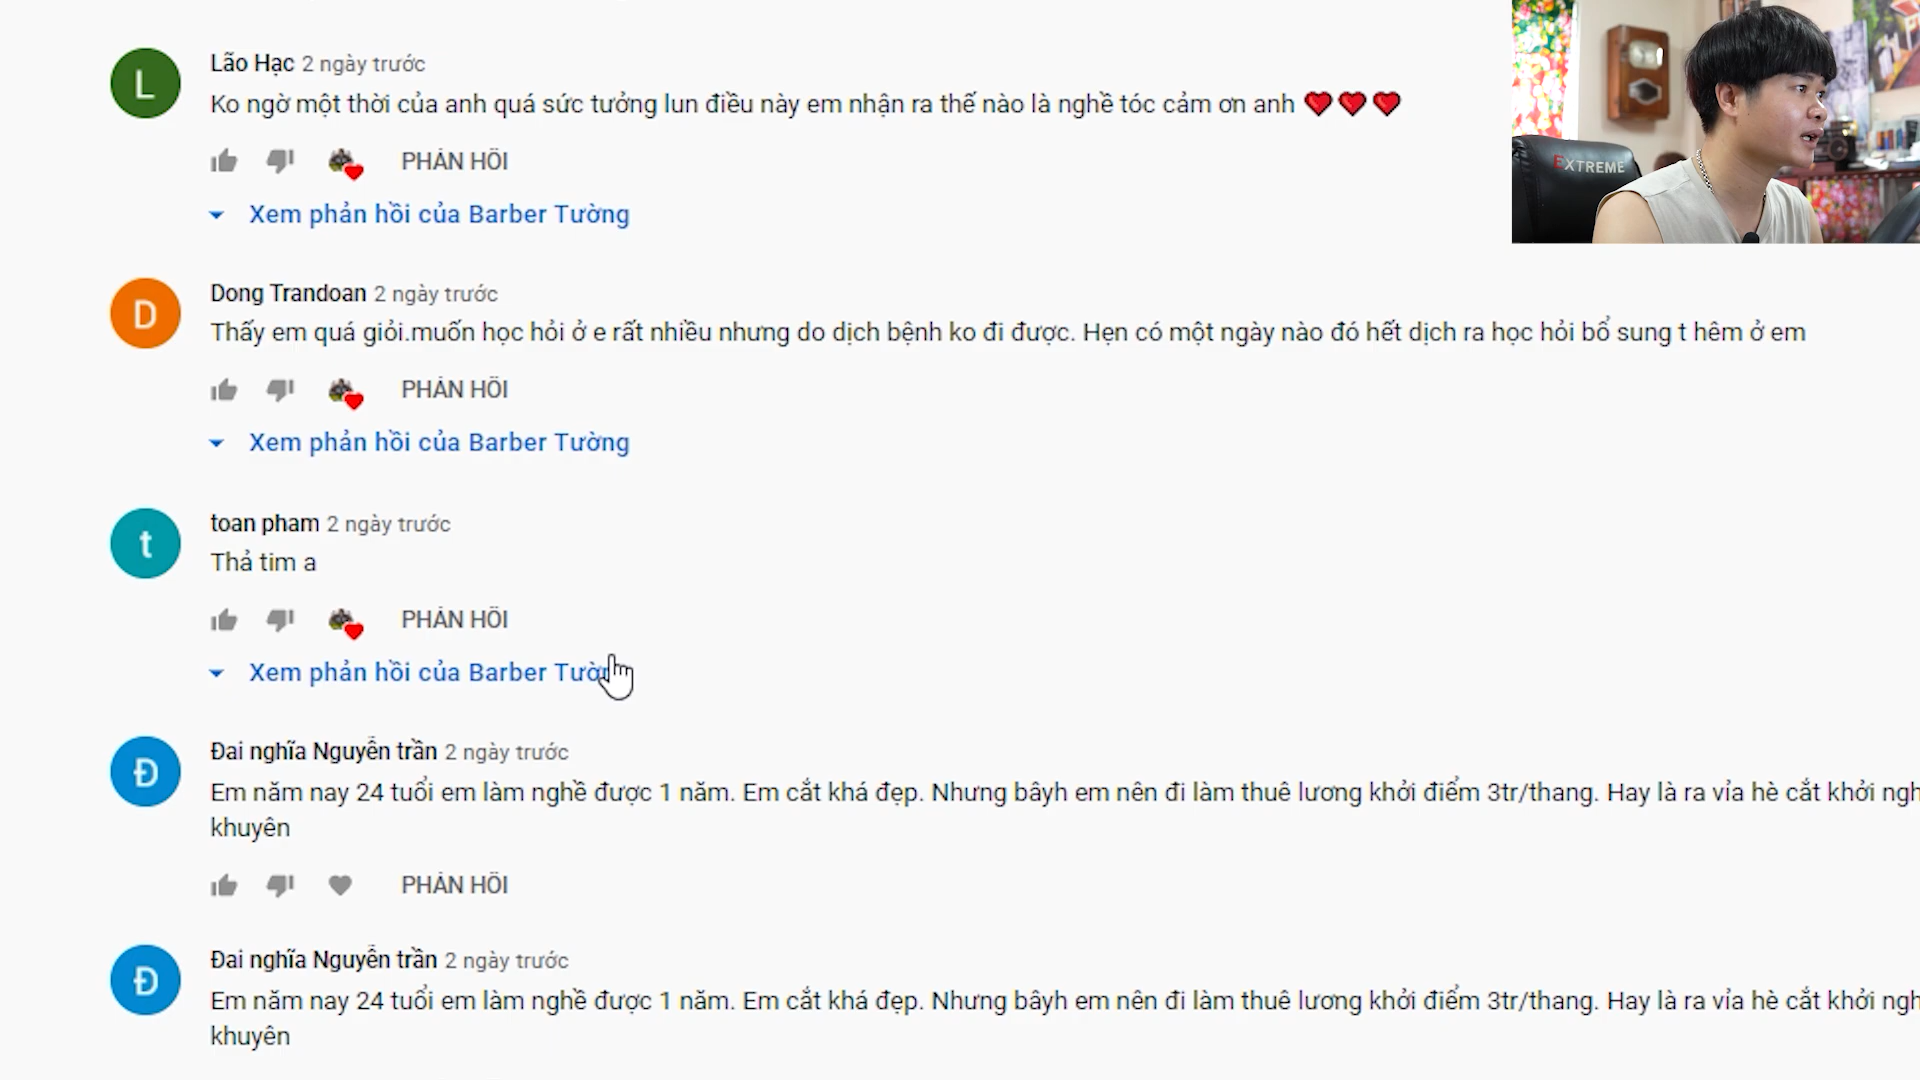 Lão Hạc 2 ngày trước
Ko ngờ một thời của anh quá sức tưởng lun điều này em nhận ra thế nào là nghề tóc cảm ơn anh
PHẢN HỒI
Xem phản hồi của Barber Tường
EXTREME
Dong Trandoan 2 ngày trước
Thấy em quá giỏi.muốn học hỏi ở e rất nhiều nhưng do dịch bệnh ko đi được. Hẹn có một ngày nào đó hết dịch ra học hỏi bổ sung t hêm ở em
PHẢN HỒI
Xem phản hồi của Barber Tường
toan pham 2 ngày trước
Thả tim a
PHẢN HỒI
Xem phản hồi của Barber
Đai nghĩa Nguyễn trần 2 ngày trước
Em năm nay 24 tuổi em làm nghề được 1 năm. Em cắt khá đẹp. Nhưng bâyh em nên đi làm thuê lương khởi điểm 3tr/thang. Hay là ra vỉa hè cắt khởi
khuyên
PHẢN HỒI
Đai nghĩa Nguyễn trần 2 ngày trước
Em năm nay 24 tuổi em làm nghề được 1 năm. Em cắt khá đẹp. Nhưng bâyh em nên đi làm thuê lương khởi điểm 3tr/thang. Hay là ra vỉa hè cắt khởi
khuyên